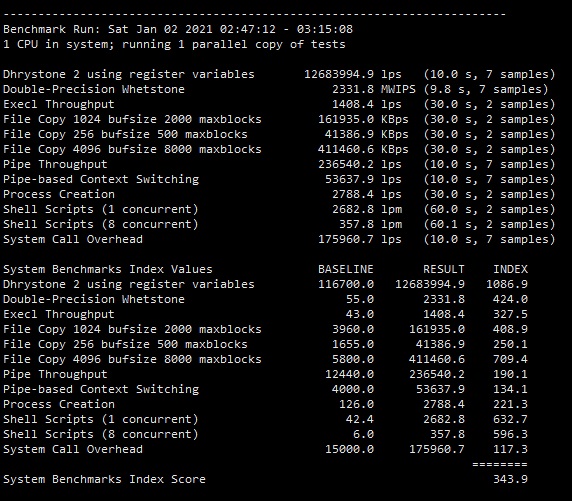 ------------------------------------------------------------------------
Benchmark Run: Sat Jan 02 2021 02:47:12 - 03:15:08
1 CPU in system; running 1 parallel copy of tests

Dhrystone 2 using register variables       12683994.9 lps   (10.0 s, 7 samples)
Double-Precision Whetstone                     2331.8 MWIPS (9.8 s, 7 samples)
Execl Throughput                               1408.4 lps   (30.0 s, 2 samples)
File Copy 1024 bufsize 2000 maxblocks        161935.0 KBps  (30.0 s, 2 samples)
File Copy 256 bufsize 500 maxblocks           41386.9 KBps  (30.0 s, 2 samples)
File Copy 4096 bufsize 8000 maxblocks        411460.6 KBps  (30.0 s, 2 samples)
Pipe Throughput                              236540.2 lps   (10.0 s, 7 samples)
Pipe-based Context Switching                  53637.9 lps   (10.0 s, 7 samples)
Process Creation                               2788.4 lps   (30.0 s, 2 samples)
Shell Scripts (1 concurrent)                   2682.8 lpm   (60.0 s, 2 samples)
Shell Scripts (8 concurrent)                    357.8 lpm   (60.1 s, 2 samples)
System Call Overhead                         175960.7 lps   (10.0 s, 7 samples)

System Benchmarks Index Values               BASELINE       RESULT    INDEX
Dhrystone 2 using register variables         116700.0   12683994.9   1086.9
Double-Precision Whetstone                       55.0       2331.8    424.0
Execl Throughput                                 43.0       1408.4    327.5
File Copy 1024 bufsize 2000 maxblocks          3960.0     161935.0    408.9
File Copy 256 bufsize 500 maxblocks            1655.0      41386.9    250.1
File Copy 4096 bufsize 8000 maxblocks          5800.0     411460.6    709.4
Pipe Throughput                               12440.0     236540.2    190.1
Pipe-based Context Switching                   4000.0      53637.9    134.1
Process Creation                                126.0       2788.4    221.3
Shell Scripts (1 concurrent)                     42.4       2682.8    632.7
Shell Scripts (8 concurrent)                      6.0        357.8    596.3
System Call Overhead                          15000.0     175960.7    117.3
                                                                   ========
System Benchmarks Index Score                                         343.9